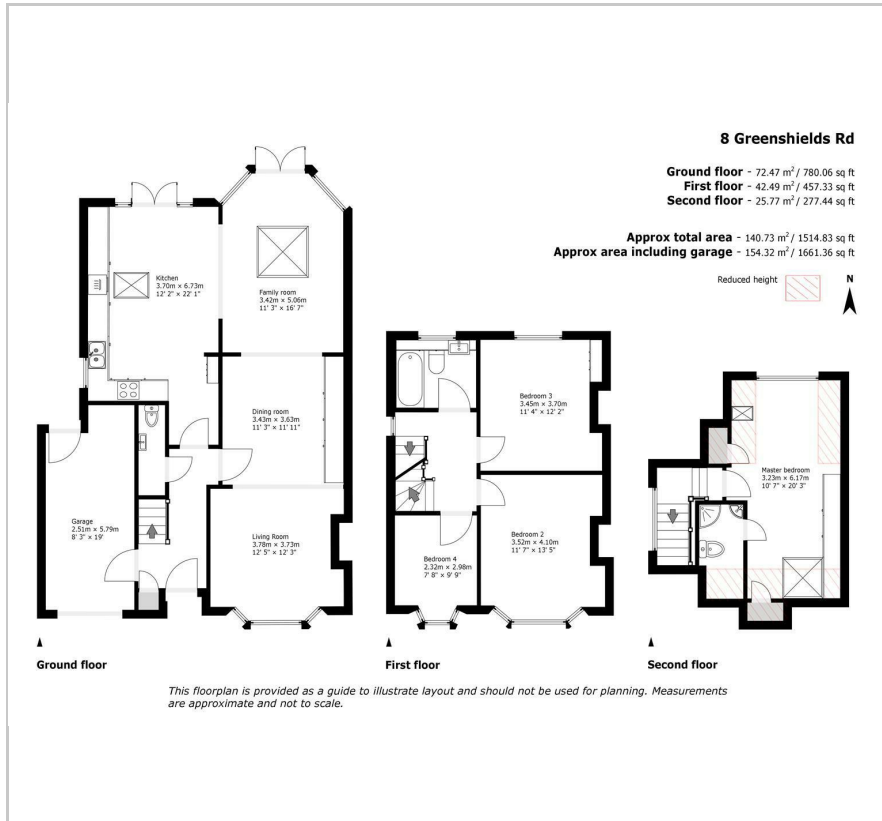 8 Greenshields Rd
Ground floor - 72.47 m² / 780.06 sq ft
First floor - 42.49 m² / 457.33 sq ft
Second floor - 25.77 m² / 277.44 sq ft
Approx total area - 140.73 m² / 1514.83 sq ft
Approx area including garage - 154.32 m² / 1661.36 sq ft
Reduced height
N
Kitchen
3.70m × 6.73m
12' 2" × 22' 1"
Family room
3.42m × 5.06m
11' 3" × 16' 7"
Dining room
3.43m × 3.63m
11' 3" × 11' 11"
Garage
2.51m × 5.79m
8' 3" × 19'
Living Room
3.78m × 3.73m
12' 5" × 12' 3"
Ground floor
Bedroom 3
3.45m × 3.70m
11' 4" × 12' 2"
Bedroom 2
3.52m × 4.10m
11' 7" × 13' 5"
Bedroom 4
2.32m × 2.98m
7' 8" × 9' 9"
First floor
Master bedroom
3.23m × 6.17m
10' 7" × 20' 3"
Second floor
This floorplan is provided as a guide to illustrate layout and should not be used for planning. Measurements
are approximate and not to scale.